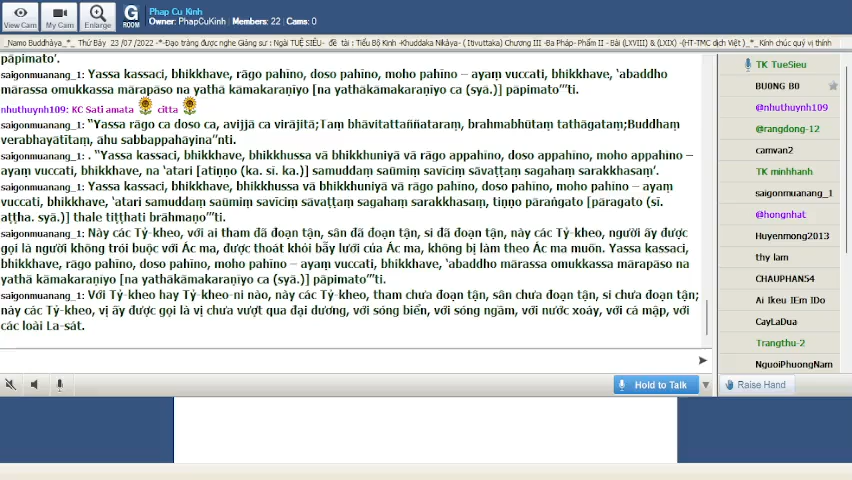 View Cam
My Cam
Enlarge
G
ROOM
Phap Cu Kinh
Owner: PhapCuKinh | Members: 22 | Cams: 0
_Namo Buddhàya_*_ Thứ Bảy 23 /07 /2022 -*-Đạo tràng được nghe Giảng sư : Ngài TUỆ SIÊU- đề tài : Tiểu Bộ Kinh -Khuddaka Nikàya- ( Itivuttaka) Chương III -Ba Pháp- Phẩm II - Bài (LXVIII) & (LXIX) -(HT-TMC dịch Việt ) _*_ Kính chúc quý vị thính
pāpimato'.
saigonmuanang_1: Yassa kassaci, bhikkhave, rāgo pahīno, doso pahīno, moho pahīno – ayaṃ vuccati, bhikkhave, ‘abaddho
mārassa omukkassa mārapāso na yathā kāmakaraṇīyo [na yathākāmakaraṇīyo ca (syā.)] pāpimato’”ti.
nhuthuynh109: KC Sati amata citta
saigonmuanang_1: “Yassa rāgo ca doso ca, avijjā ca virājitā;Taṃ bhāvitattaññataraṃ, brahmabhūtaṃ tathāgataṃ;Buddhaṃ
verabhayātītaṃ, āhu sabbappahāyina”nti.
saigonmuanang_1: . “Yassa kassaci, bhikkhave, bhikkhussa vā bhikkhuniyā vā rāgo appahīno, doso appahīno, moho appahīno –
ayaṃ vuccati, bhikkhave, na ‘atari [atiṇṇo (ka. sī. ka.)] samuddaṃ saūmiṃ savīciṃ sāvaṭṭaṃ sagahaṃ sarakkhasaṃ’.
saigonmuanang_1: Yassa kassaci, bhikkhave, bhikkhussa vā bhikkhuniyā vā rāgo pahīno, doso pahīno, moho pahīno – ayaṃ
vuccati, bhikkhave, ‘atari samuddaṃ saūmiṃ savīciṃ sāvaṭṭaṃ sagahaṃ sarakkhasaṃ, tiṇṇo pāraṅgato [pāragato (sī.
aṭṭha. syā.)] thale tiṭṭhati brāhmaṇo’”ti.
saigonmuanang_1: Này các Tỷ-kheo, với ai tham đã đoạn tận, sân đã đoạn tận, si đã đoạn tận, này các Tỷ-kheo, người ấy được
gọi là người không trói buộc với Ác ma, được thoát khỏi bẫy lưới của Ác ma, không bị làm theo Ác ma muốn. Yassa kassaci,
bhikkhave, rāgo pahīno, doso pahīno, moho pahīno – ayaṃ vuccati, bhikkhave, ‘abaddho mārassa omukkassa mārapāso na
yathā kāmakaraṇīyo [na yathākāmakaraṇīyo ca (syā.)] pāpimato’”ti.
saigonmuanang_1: Với Tỷ-kheo hay Tỷ-kheo-ni nào, này các Tỷ-kheo, tham chưa đoạn tận, sân chưa đoạn tận, si chưa đoạn tận;
này các Tỷ-kheo, vị ấy được gọi là vị chưa vượt qua đại dương, với sóng biển, với sóng ngầm, với nước xoáy, với cá mập, với
các loài La-sát.
Hold to Talk
TK TueSieu
BU0NG B0
@nhuthuynh109
@rangdong-12
camvan2
TK minhhanh
saigonmuanang_1
@hongnhat
Huyenmong2013
thy lam
CHAUPHAN54
Ai Ikeu IEm IDo
CayLaDua
Trangthu-2
NguoiPhuongNam
Raise Hand